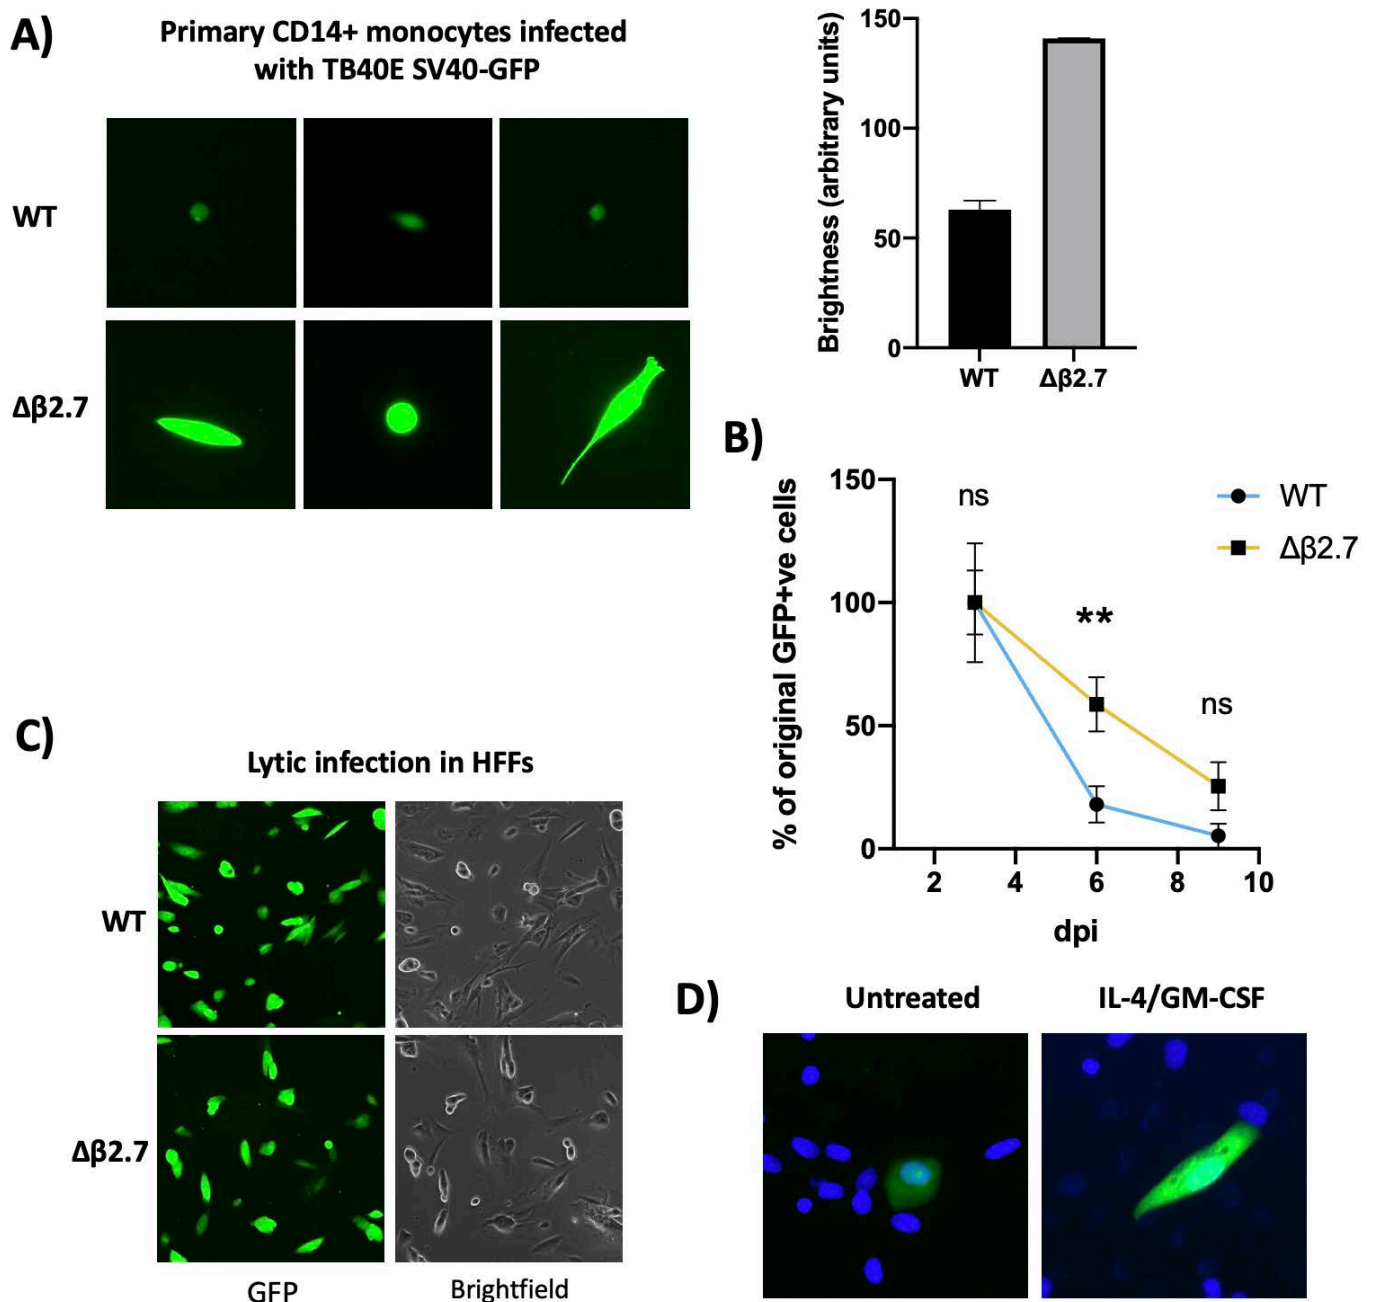 A)
Primary CD14+ monocytes infected
with TB40E SV40-GFP
WT
Δβ2.7
Brightness (arbitrary units)
150
100
50
0
WT
Δβ2.7
B)
% of original GFP+ve cells
150
100
50
0
ns
**
ns
WT
Δβ2.7
2
4
6
8
10
dpi
C)
Lytic infection in HFFs
WT
Δβ2.7
GFP
Brightfield
D)
Untreated
IL-4/GM-CSF